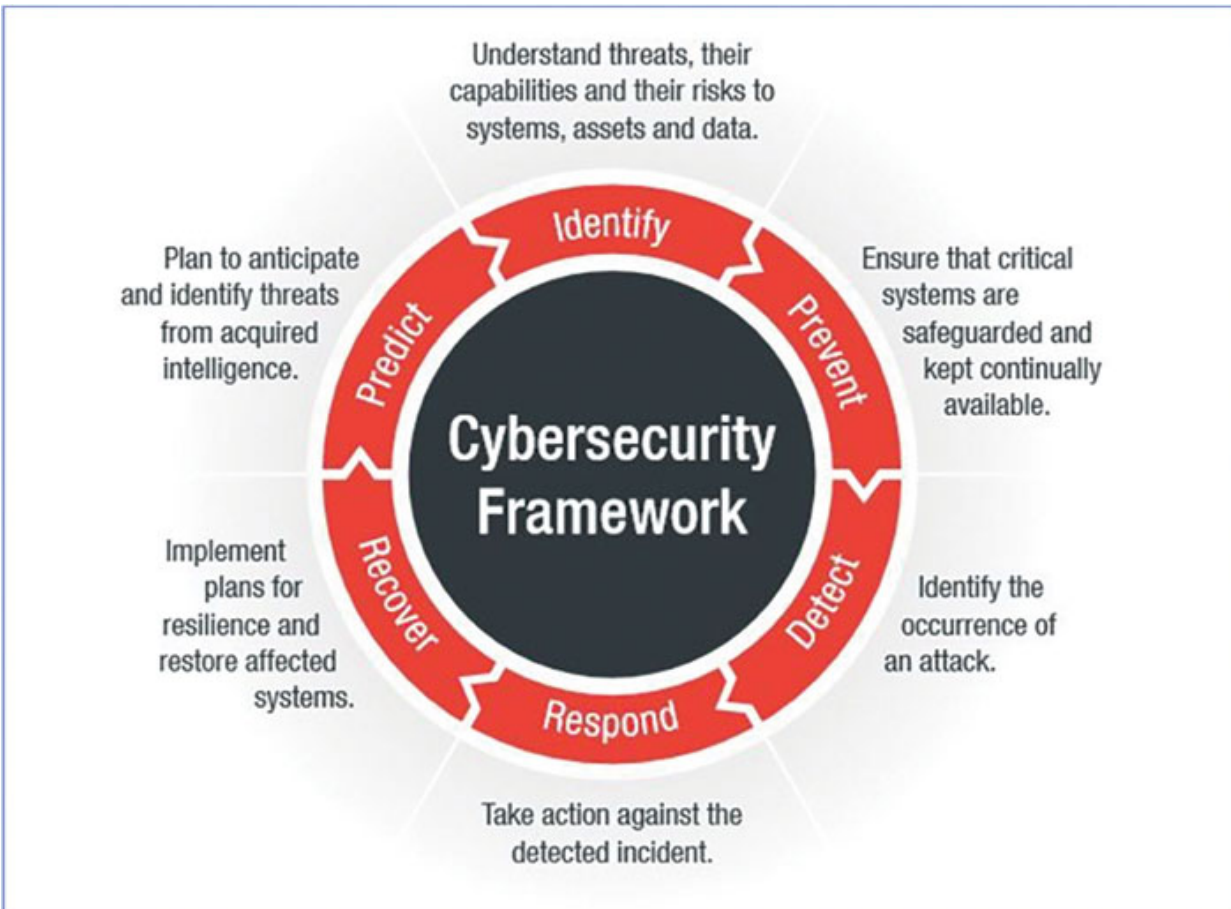 Understand threats, their
capabilities and their risks to
systems, assets and data.
Identify
Ensure that critical
systems are
safeguarded and
kept continually
available.
Prevent
Identify the
occurrence of
an attack.
Detect
Take action against the
detected incident.
Respond
Implement
plans for
resilience and
restore affected
systems.
Recover
Plan to anticipate
and identify threats
from acquired
intelligence.
Predict
Cybersecurity
Framework